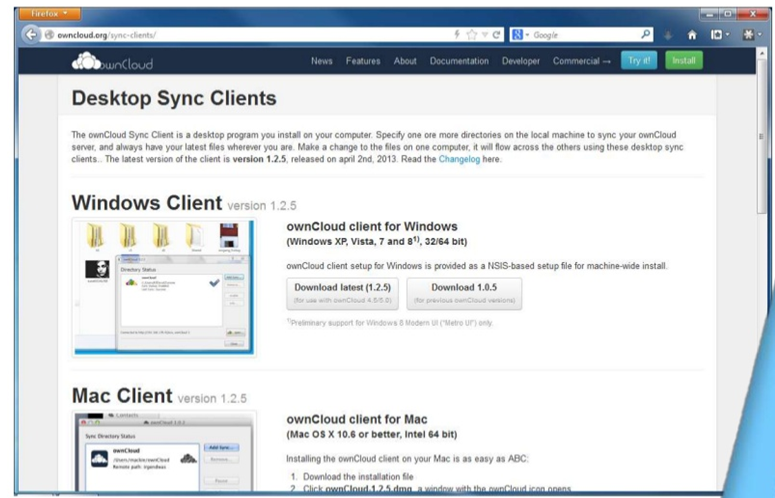 Firefox
owncloud.org/sync-clients/
Google
ownCloud
News Features About Documentation Developer Commercial → Try it! Install
Desktop Sync Clients
The ownCloud Sync Client is a desktop program you install on your computer. Specify one ore more directories on the local machine to sync your ownCloud
server, and always have your latest files wherever you are. Make a change to the files on one computer, it will flow across the others using these desktop sync
clients.. The latest version of the client is version 1.2.5, released on april 2nd, 2013. Read the Changelog here.
Windows Client version 1.2.5
Directory Status
ownCloud client for Windows
(Windows XP, Vista, 7 and 8¹⁾, 32/64 bit)
ownCloud client setup for Windows is provided as a NSIS-based setup file for machine-wide install.
Download latest (1.2.5)
(for use with ownCloud 4.5/5.2)
Download 1.0.5
(for previous ownCloud versions)
¹⁾Preliminary support for Windows 8 Modern UI ("Metro UI") only.
Mac Client version 1.2.5
Contacts
Sync Directory Status
ownCloud
Add Sync...
Remove...
Pause
ownCloud client for Mac
(Mac OS X 10.6 or better, Intel 64 bit)
Installing the ownCloud client on your Mac is as easy as ABC:
1. Download the installation file
2. Click ownCloud-1.2.5.dmg, a window with the ownCloud icon opens